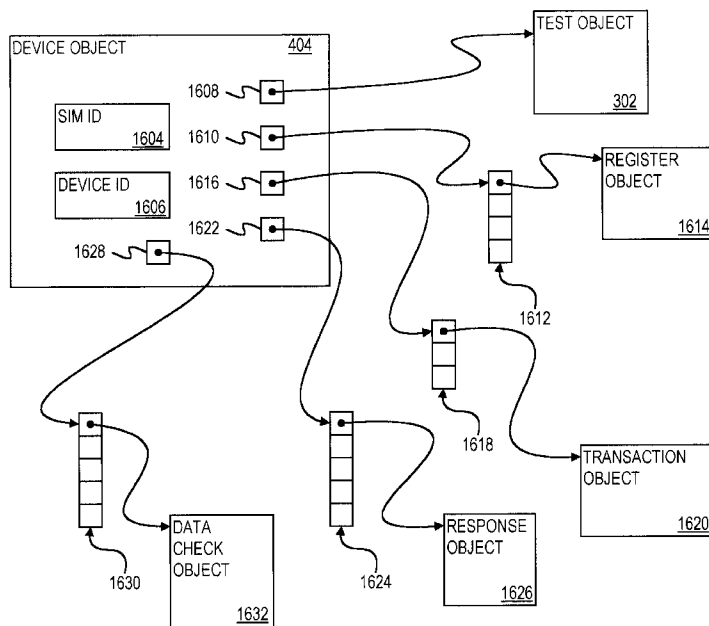 TEST OBJECT
302
DEVICE OBJECT 404
1608
SIM ID
1604
1610
1616
DEVICE ID
1606
1622
1628
REGISTER
OBJECT
1614
1612
1618
TRANSACTION
OBJECT
1620
DATA
CHECK
OBJECT
1632
1630
1624
RESPONSE
OBJECT
1626